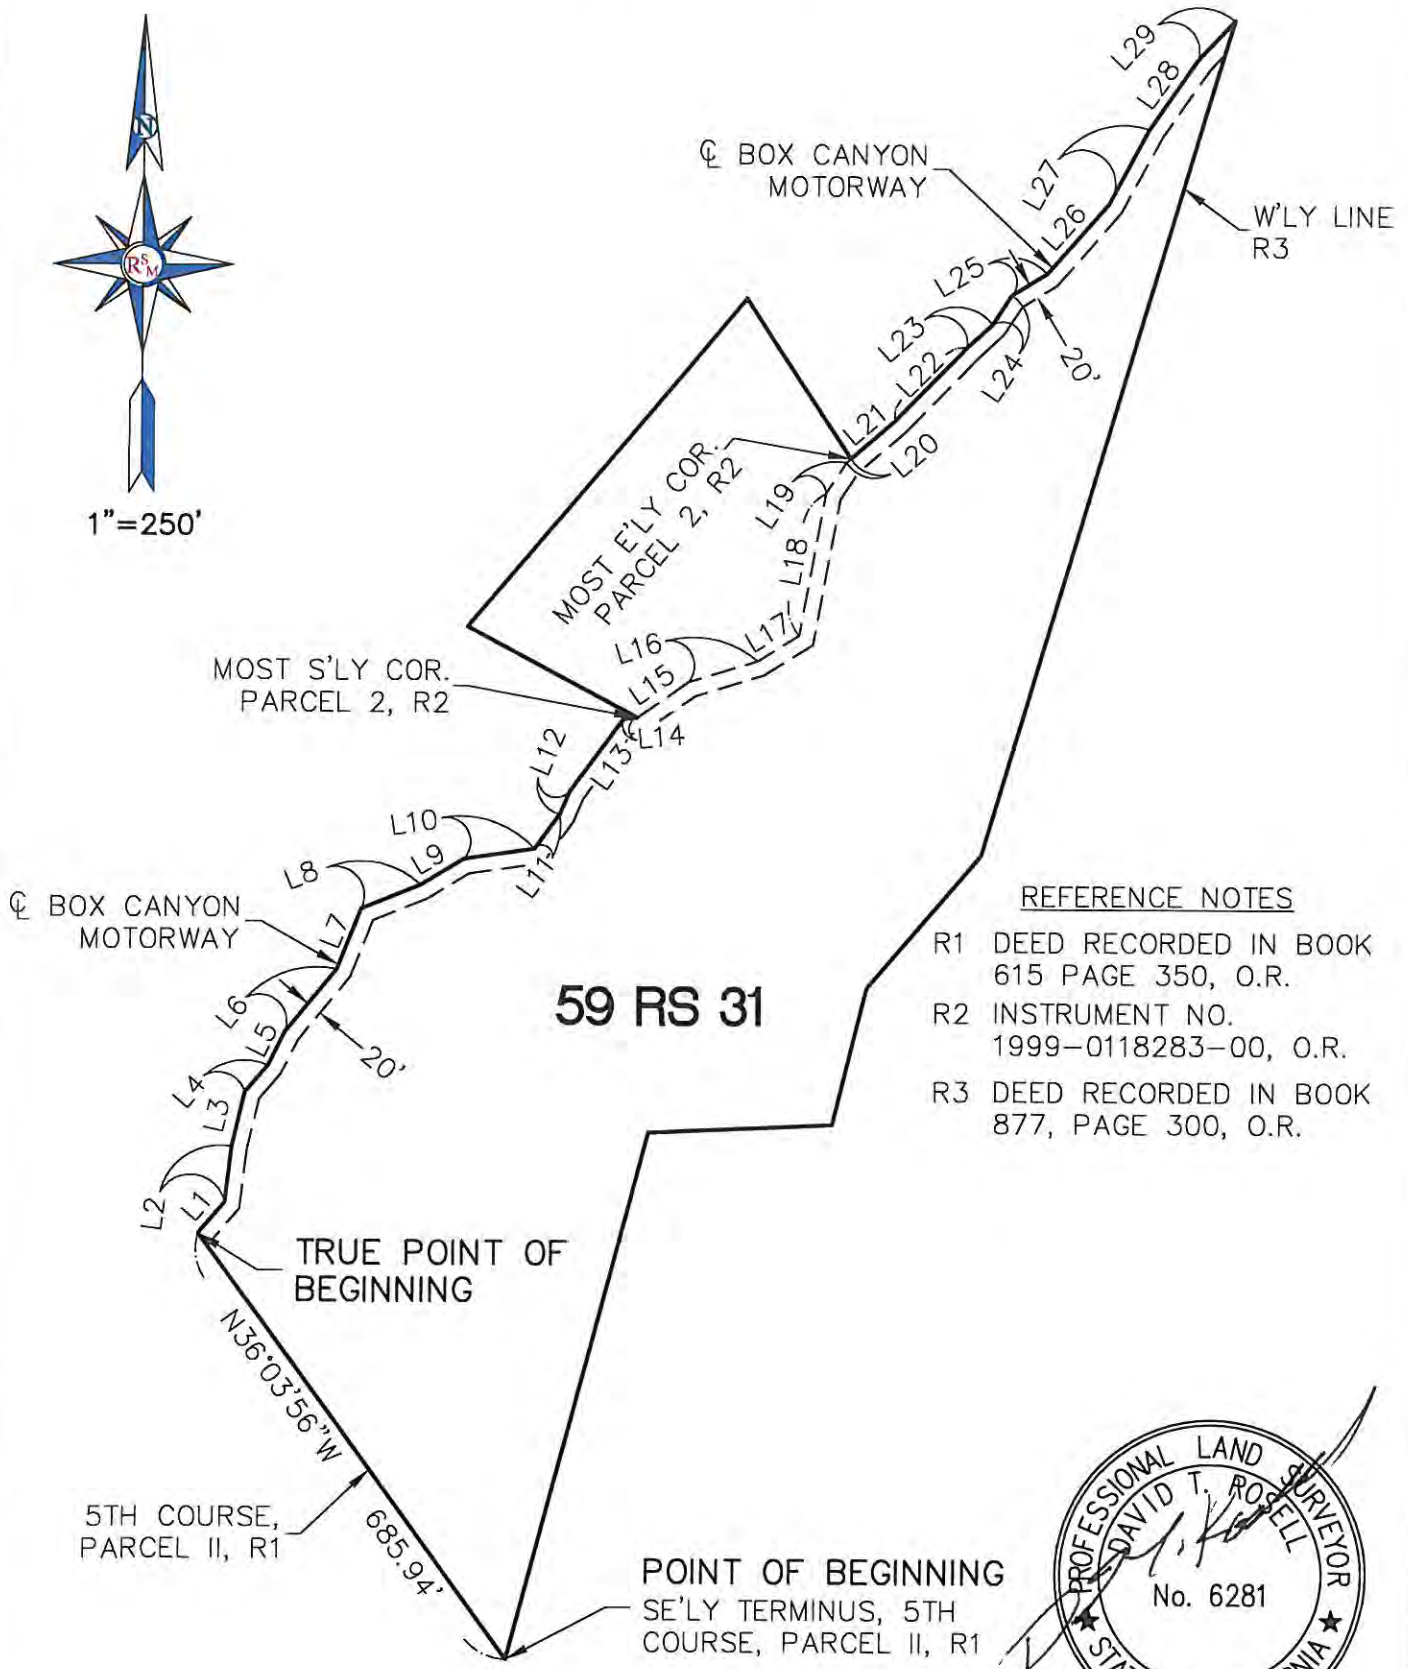 N
RSM
1"=250'
L29
L28
℄ BOX CANYON
MOTORWAY
L27
L26
W'LY LINE
R3
L25
L23
L22
L24
20'
L21
L20
MOST E'LY COR.
PARCEL 2, R2
L19
L18
L17
L16
L15
MOST S'LY COR.
PARCEL 2, R2
L14
L13
L12
L10
L11
L9
L8
℄ BOX CANYON
MOTORWAY
L7
L6
L5
20'
L4
L3
L2
L1
59 RS 31
REFERENCE NOTES
R1 DEED RECORDED IN BOOK
615 PAGE 350, O.R.
R2 INSTRUMENT NO.
1999-0118283-00, O.R.
R3 DEED RECORDED IN BOOK
877, PAGE 300, O.R.
TRUE POINT OF
BEGINNING
N36°03'56"W
685.94'
5TH COURSE,
PARCEL II, R1
POINT OF BEGINNING
SE'LY TERMINUS, 5TH
COURSE, PARCEL II, R1
PROFESSIONAL LAND SURVEYOR
DAVID T. ROSELL
No. 6281